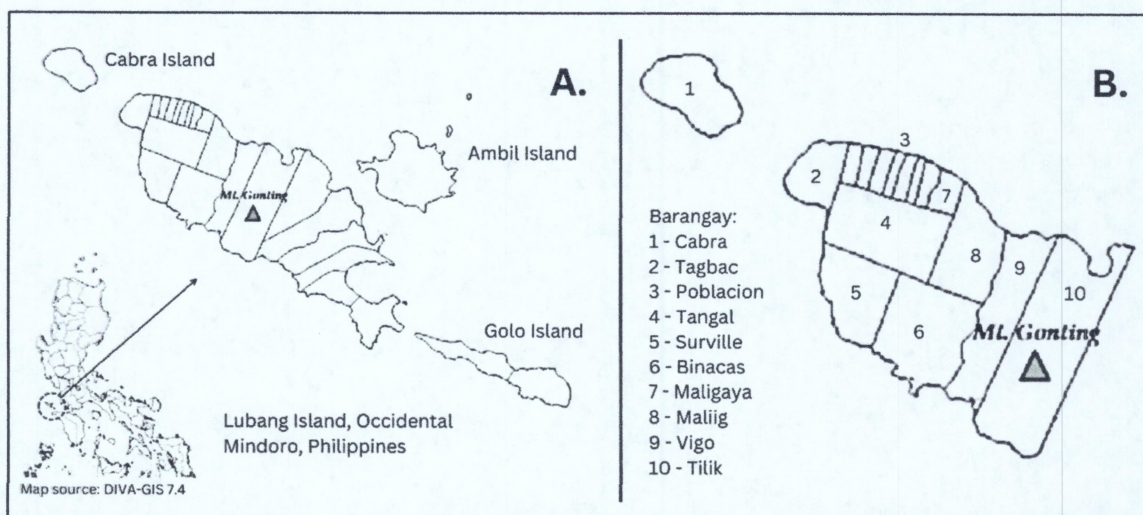 Cabra Island
A.
Ambil Island
Mt. Gonting
Golo Island
Lubang Island, Occidental
Mindoro, Philippines
Map source: DIVA-GIS 7.4
B.
1
2
3
4
5
6
7
8
9
10
Mt. Gonting
Barangay:
1 - Cabra
2 - Tagbac
3 - Poblacion
4 - Tangal
5 - Surville
6 - Binacas
7 - Maligaya
8 - Maliig
9 - Vigo
10 - Tilik